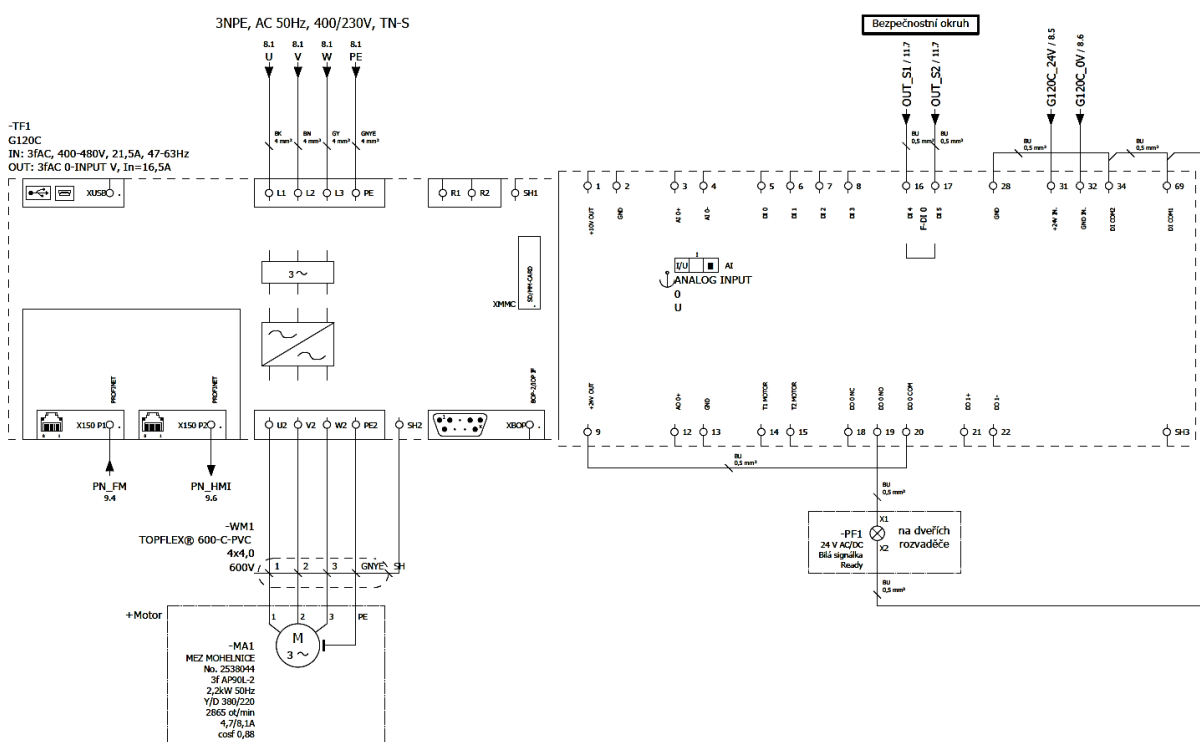 3NPE, AC 50Hz, 400/230V, TN-S
Bezpečnostní okruh
8.1 8.1 8.1 8.1
U V W PE
OUT_S1 / 11.7
OUT_S2 / 11.7
G120C_24V / 8.5
G120C_0V / 8.6
BK 4 mm²
BN 4 mm²
GY 4 mm²
GNYE 4 mm²
BU 0,5 mm²
BU 0,5 mm²
BU 0,5 mm²
BU 0,5 mm²
-TF1
G120C
IN: 3fAC, 400-480V, 21,5A, 47-63Hz
OUT: 3fAC 0-INPUT V, In=16,5A
XUSB
L1 L2 L3 PE
R1 R2
SH1
1 2 3 4 5 6 7 8 16 17 28 31 32 34 69
+10V OUT
GND
AI 0+
AI 0-
DI 0
DI 1
DI 2
DI 3
DI 4
F-DI 0
DI 5
GND
+24V IN.
GND IN.
DI COM2
DI COM1
3
XMMC
SD/MM-CARD
I
I/U AI
ANALOG INPUT
0
U
PROFINET
PROFINET
BOP-2/IOP IF
X150 P1
X150 P2
U2 V2 W2 PE2
SH2
XBOP
+24V OUT
AO 0+
GND
T1 MOTOR
T2 MOTOR
DO 0 NC
DO 0 NO
DO 0 COM
DO 1+
DO 1-
9 12 13 14 15 18 19 20 21 22 SH3
PN_FM
9.4
PN_HMI
9.6
BU
0,5 mm²
BU
0,5 mm²
-WM1
TOPFLEX® 600-C-PVC
4x4,0
600V
1 2 3 GNYE SH
-PF1
24 V AC/DC
Bílá signálka
Ready
X1
X2
na dveřích
rozvaděče
BU
0,5 mm²
+Motor
1 2 3 PE
M
3
-MA1
MEZ MOHELNICE
No. 2538044
3f AP90L-2
2,2kW 50Hz
Y/D 380/220
2865 ot/min
4,7/8,1A
cosf 0,88